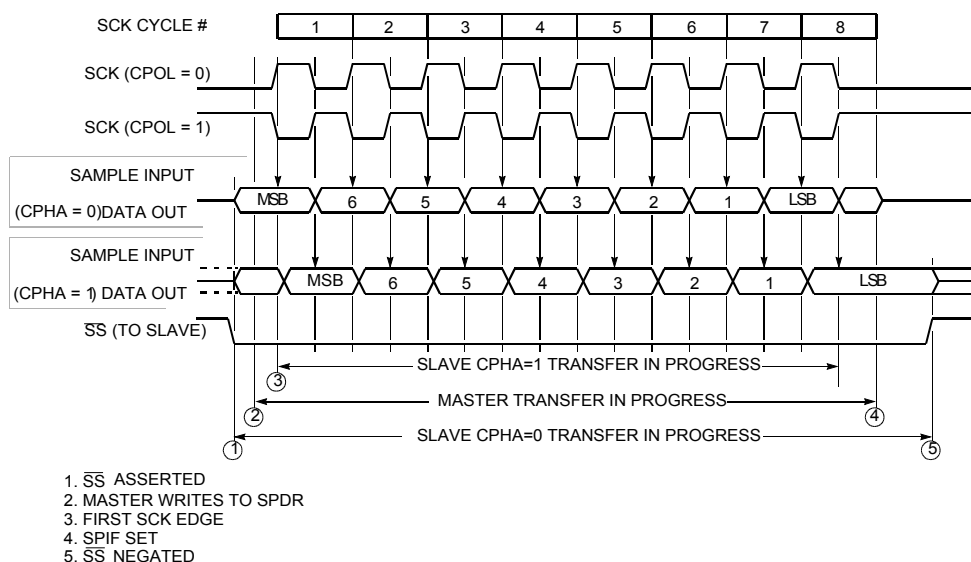 SCK CYCLE #
1 2 3 4 5 6 7 8
SCK (CPOL = 0)
SCK (CPOL = 1)
SAMPLE INPUT
(CPHA = 0)DATA OUT
MSB 6 5 4 3 2 1 LSB
SAMPLE INPUT
(CPHA = 1) DATA OUT
MSB 6 5 4 3 2 1 LSB
SS (TO SLAVE)
SLAVE CPHA=1 TRANSFER IN PROGRESS
3
2 MASTER TRANSFER IN PROGRESS 4
1 SLAVE CPHA=0 TRANSFER IN PROGRESS 5
1. SS ASSERTED
2. MASTER WRITES TO SPDR
3. FIRST SCK EDGE
4. SPIF SET
5. SS NEGATED